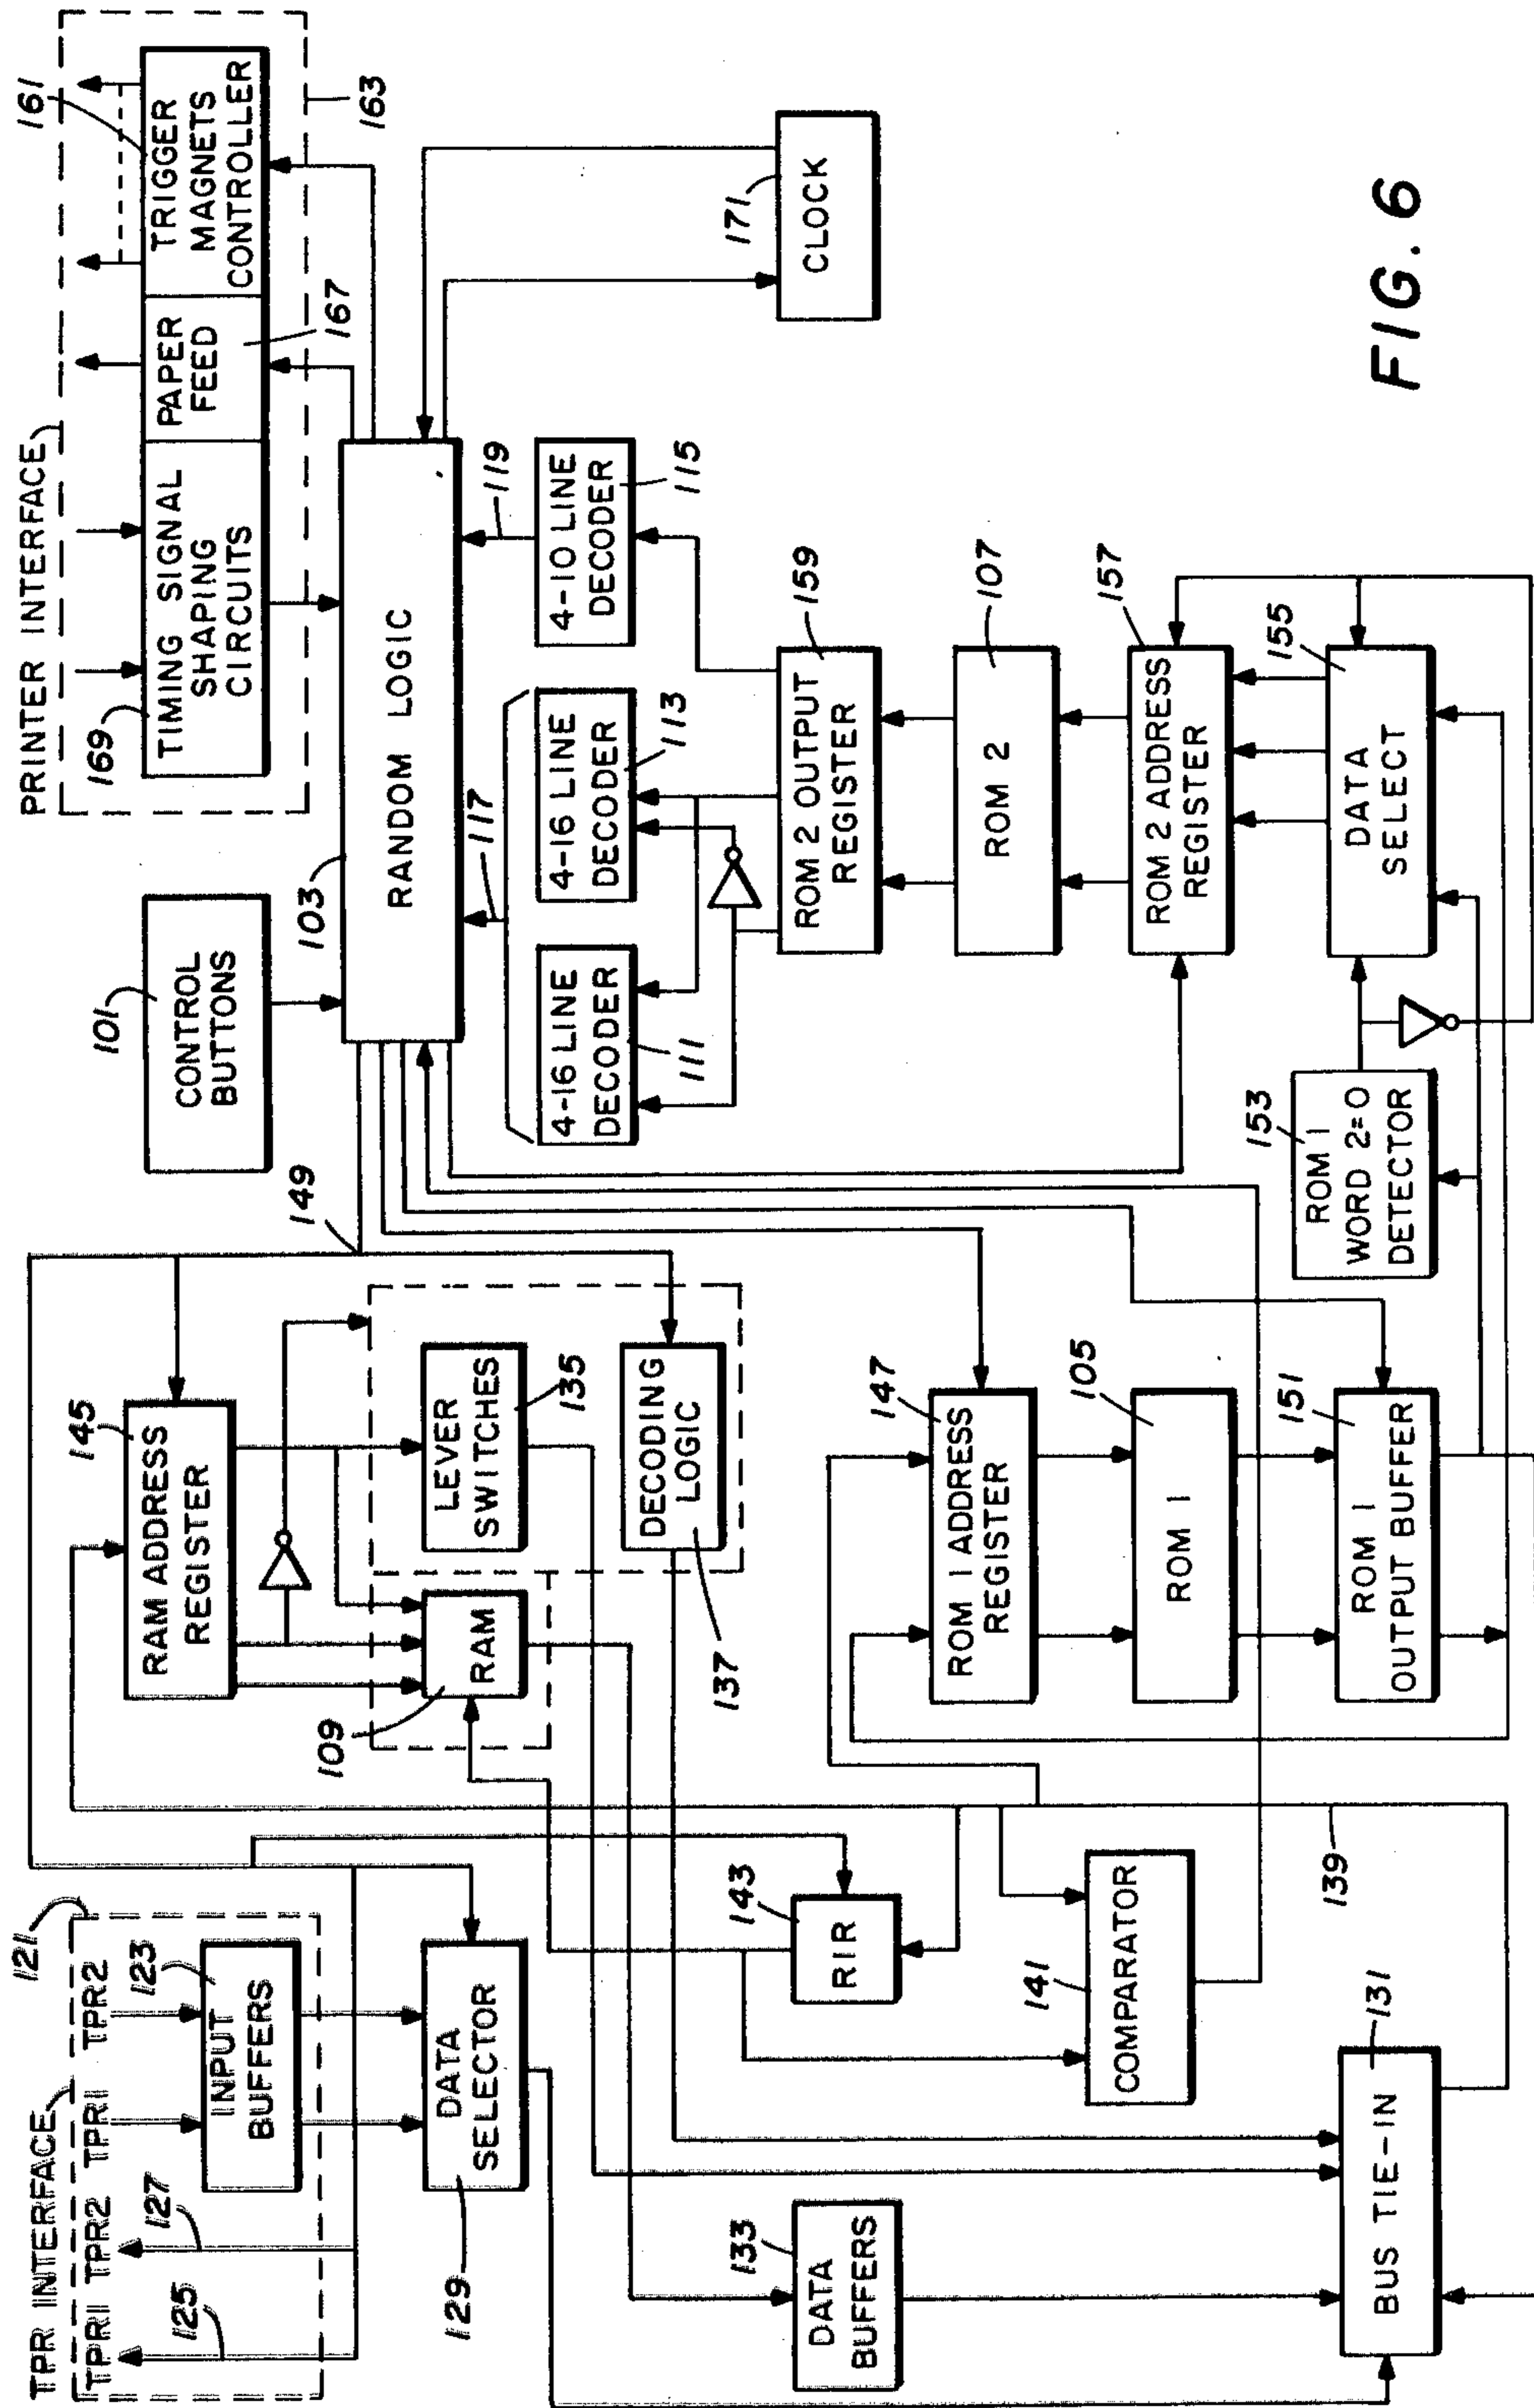 TPR INTERFACE
TPR1 TPR2 TPR1 TPR2
121
125
127
123
INPUT
BUFFERS
129
DATA
SELECTOR
133
DATA
BUFFERS
BUS TIE-IN
131
143
RIR
141
COMPARATOR
139
145
RAM ADDRESS
REGISTER
149
109
RAM
LEVER
SWITCHES
135
DECODING
LOGIC
137
147
ROM 1 ADDRESS
REGISTER
105
ROM 1
151
ROM 1
OUTPUT BUFFER
153
ROM 1
WORD 2=0
DETECTOR
101
CONTROL
BUTTONS
103
RANDOM LOGIC
117
119
4-16 LINE
DECODER
111
4-16 LINE
DECODER
113
4-10 LINE
DECODER
115
159
ROM 2 OUTPUT
REGISTER
107
ROM 2
157
ROM 2 ADDRESS
REGISTER
155
DATA
SELECT
PRINTER INTERFACE
169
TIMING SIGNAL
SHAPING
CIRCUITS
PAPER
FEED
167
161
TRIGGER
MAGNETS
CONTROLLER
163
171
CLOCK
FIG. 6